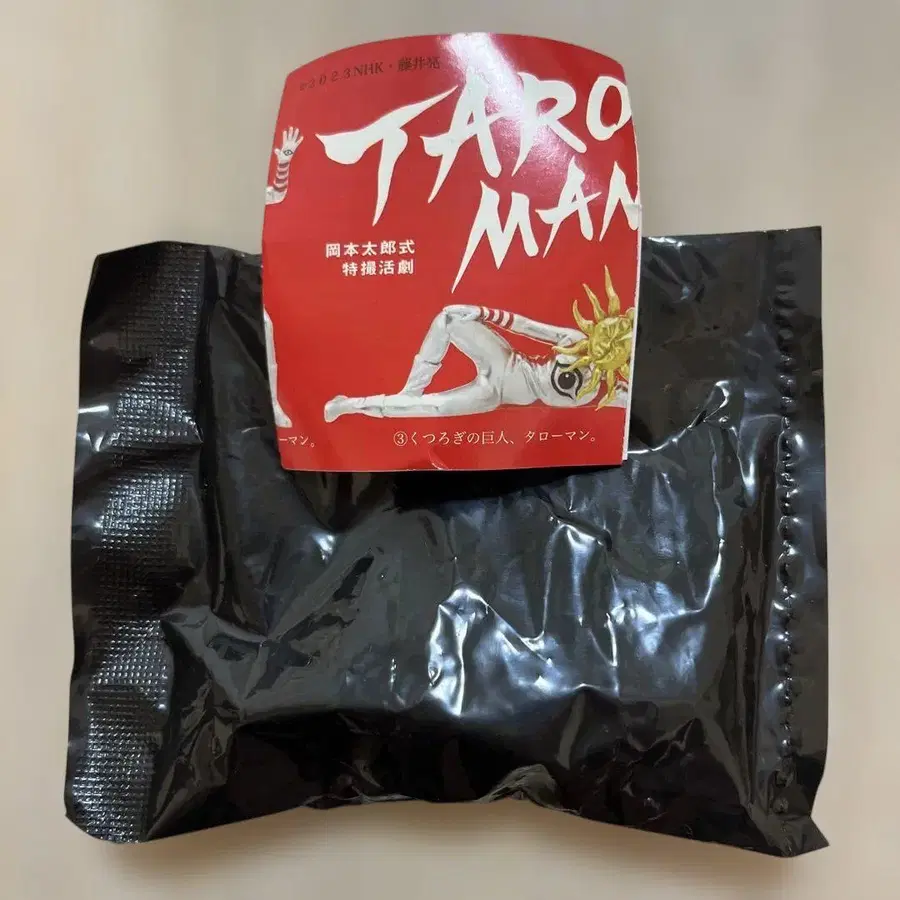 ©2023NHK・藤井亮
TARO
MAN
岡本太郎式
特撮活劇
ーマン。
③くつろぎの巨人、タローマン。